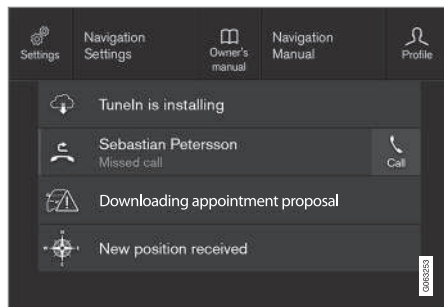 Settings
Navigation
Settings
Owner's
manual
Navigation
Manual
Profile
TuneIn is installing
Sebastian Petersson
Missed call
Call
Downloading appointment proposal
New position received
G063253